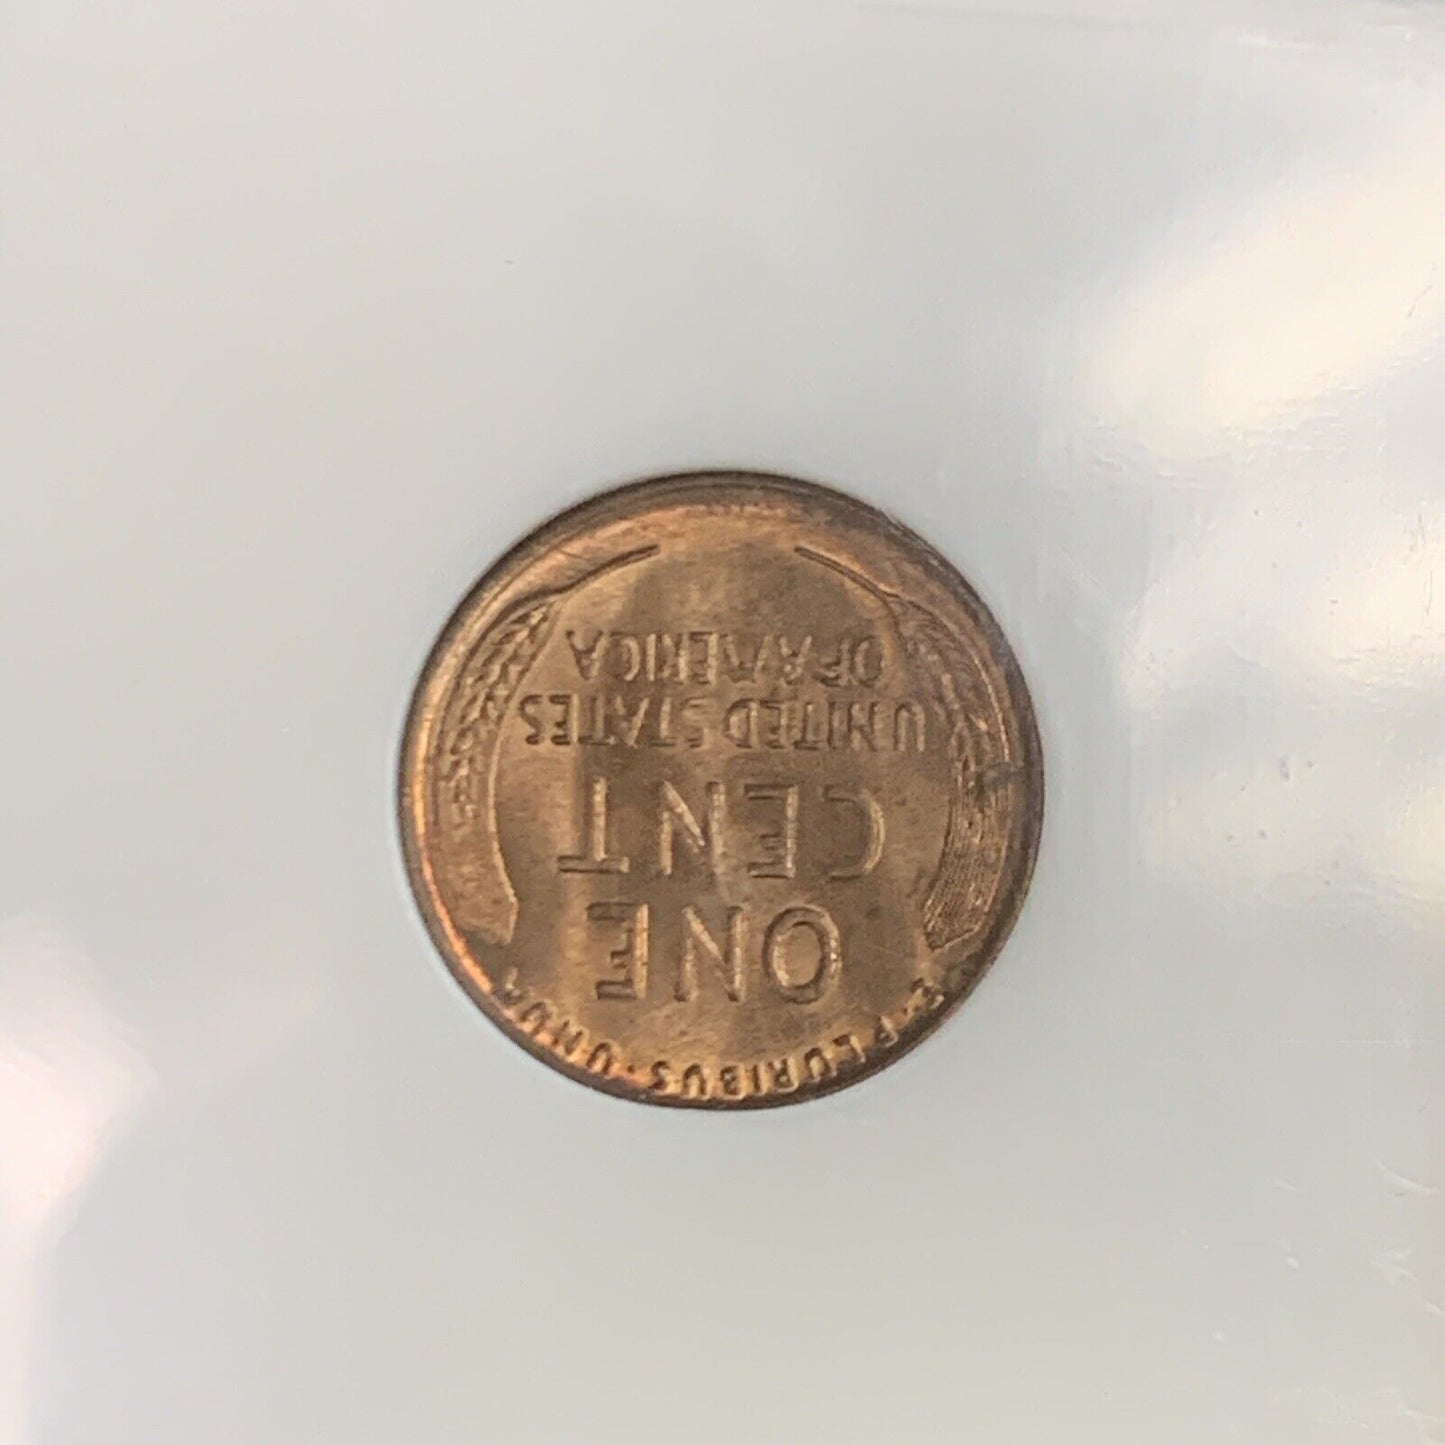 E·PLURIBUS·UNUM
ONE
CENT
UNITED STATES
OF AMERICA